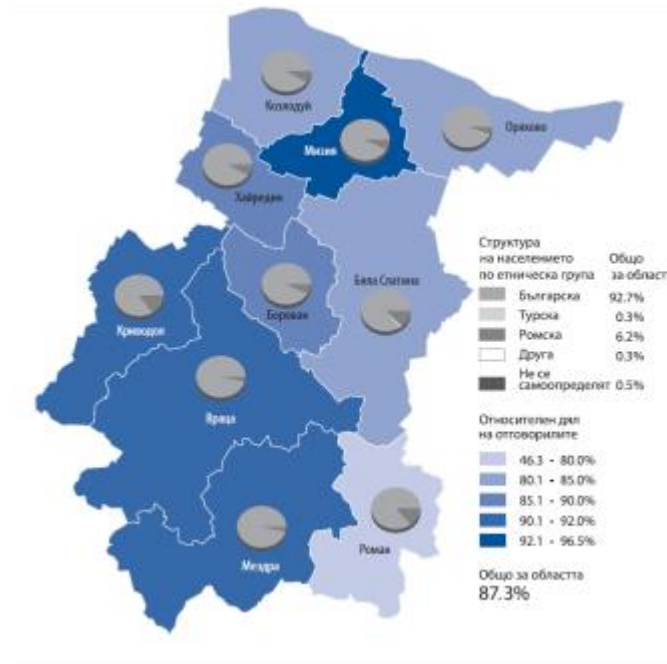 Козлодуй
Оряхово
Мизия
Хайредин
Бяла Слатина
Борован
Криводол
Враца
Мездра
Роман
Структура
на населението Общо
по етническа група за област
Българска 92.7%
Турска 0.3%
Ромска 6.2%
Друга 0.3%
Не се
самоопределят 0.5%
Относителен дял
на отговорилите
46.3 - 80.0%
80.1 - 85.0%
85.1 - 90.0%
90.1 - 92.0%
92.1 - 96.5%
Общо за областта
87.3%